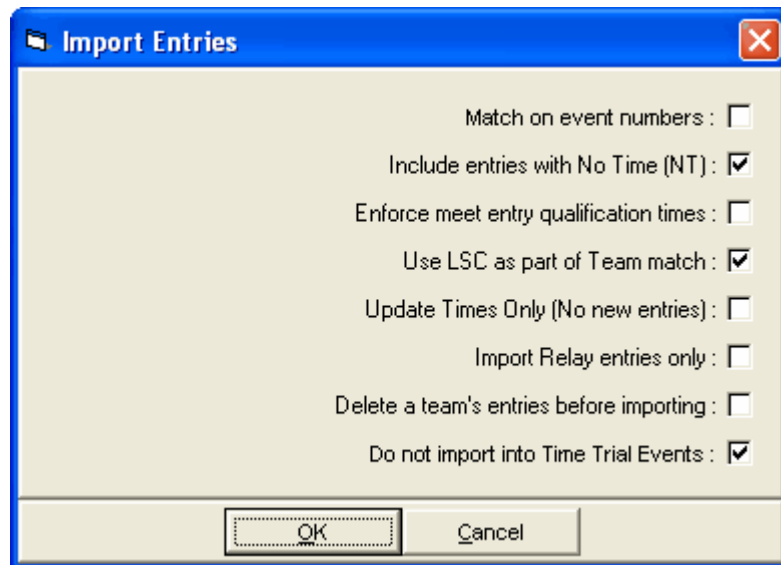 Import Entries
Match on event numbers :
Include entries with No Time (NT) :
Enforce meet entry qualification times :
Use LSC as part of Team match :
Update Times Only (No new entries) :
Import Relay entries only :
Delete a team's entries before importing :
Do not import into Time Trial Events :
OK Cancel